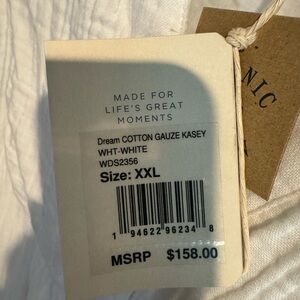 MADE FOR
LIFE'S GREAT
MOMENTS
Dream COTTON GAUZE KASEY
WHT-WHITE
WDS2356
Size: XXL
1 94622 96234 8
MSRP $158.00
NIC